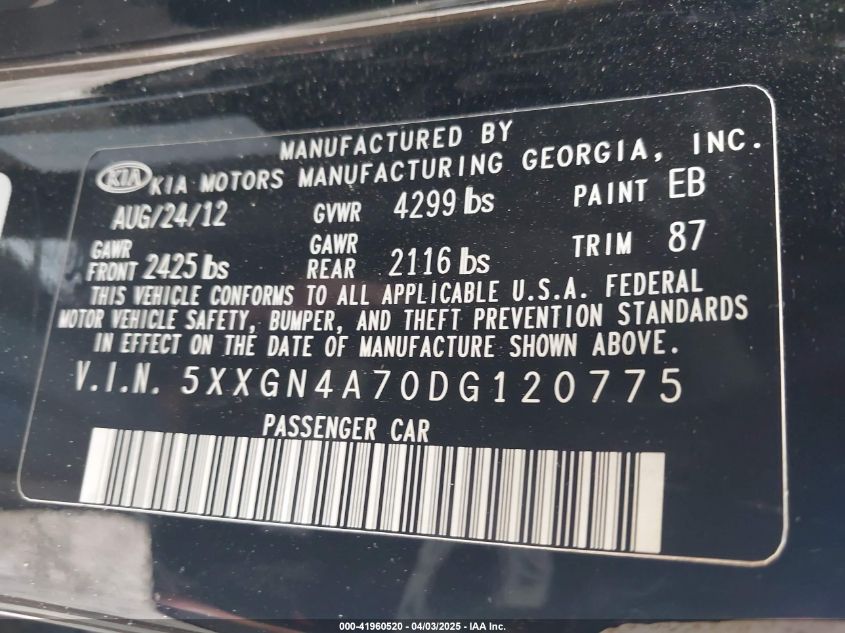 MANUFACTURED BY
KIA KIA MOTORS MANUFACTURING GEORGIA, INC.
AUG/24/12 GVWR 4299 lbs PAINT EB
GAWR FRONT 2425 lbs GAWR REAR 2116 lbs TRIM 87
THIS VEHICLE CONFORMS TO ALL APPLICABLE U.S.A. FEDERAL
MOTOR VEHICLE SAFETY, BUMPER, AND THEFT PREVENTION STANDARDS
IN EFFECT ON THE DATE OF MANUFACTURE SHOWN ABOVE.
V.I.N. 5XXGN4A70DG120775
PASSENGER CAR
000-41960520 - 04/03/2025 - IAA Inc.